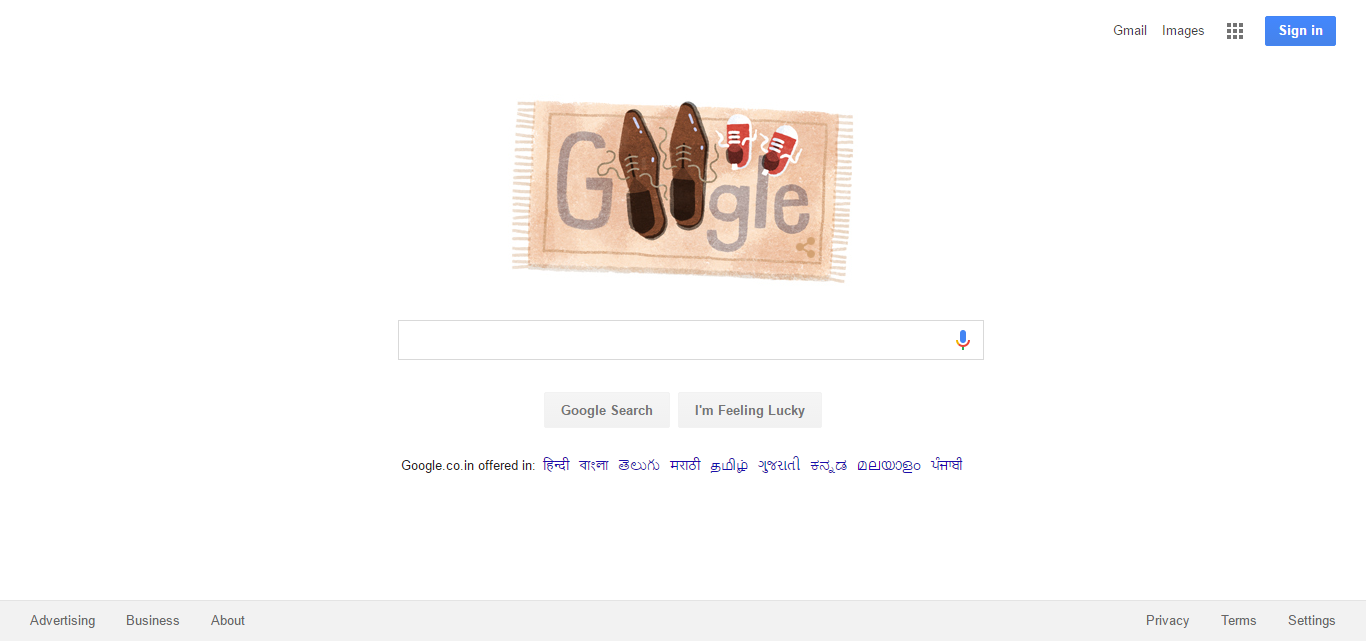 Gmail Images Sign in
Google
Google Search I'm Feeling Lucky
Google.co.in offered in: हिन्दी বাংলা తెలుగు मराठी தமிழ் ગુજરાતી ಕನ್ನಡ മലയാളം ਪੰਜਾਬੀ
Advertising Business About Privacy Terms Settings